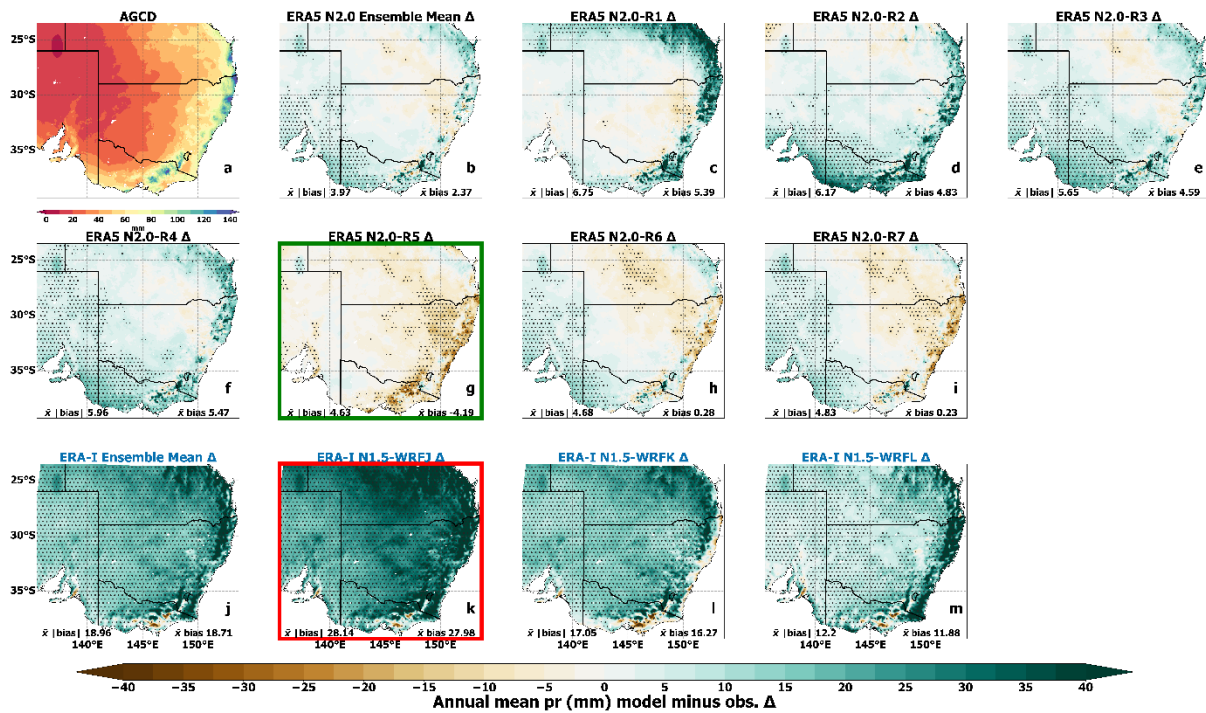 AGCD
ERA5 N2.0 Ensemble Mean Δ
ERA5 N2.0-R1 Δ
ERA5 N2.0-R2 Δ
ERA5 N2.0-R3 Δ
25°S
30°S
35°S
a
b
c
d
e
x̄ |bias| 3.97 x̄ bias 2.37
x̄ |bias| 6.75 x̄ bias 5.39
x̄ |bias| 6.17 x̄ bias 4.83
x̄ |bias| 5.65 x̄ bias 4.59
0 20 40 60 80 100 120 140
mm
ERA5 N2.0-R4 Δ
ERA5 N2.0-R5 Δ
ERA5 N2.0-R6 Δ
ERA5 N2.0-R7 Δ
25°S
30°S
35°S
f
g
h
i
x̄ |bias| 5.96 x̄ bias 5.47
x̄ |bias| 4.63 x̄ bias -4.19
x̄ |bias| 4.68 x̄ bias 0.28
x̄ |bias| 4.83 x̄ bias 0.23
ERA-I Ensemble Mean Δ
ERA-I N1.5-WRFJ Δ
ERA-I N1.5-WRFK Δ
ERA-I N1.5-WRFL Δ
25°S
30°S
35°S
j
k
l
m
x̄ |bias| 18.96 x̄ bias 18.71
x̄ |bias| 28.14 x̄ bias 27.98
x̄ |bias| 17.05 x̄ bias 16.27
x̄ |bias| 12.2 x̄ bias 11.88
140°E 145°E 150°E
140°E 145°E 150°E
140°E 145°E 150°E
140°E 145°E 150°E
−40 −35 −30 −25 −20 −15 −10 −5 0 5 10 15 20 25 30 35 40
Annual mean pr (mm) model minus obs. Δ